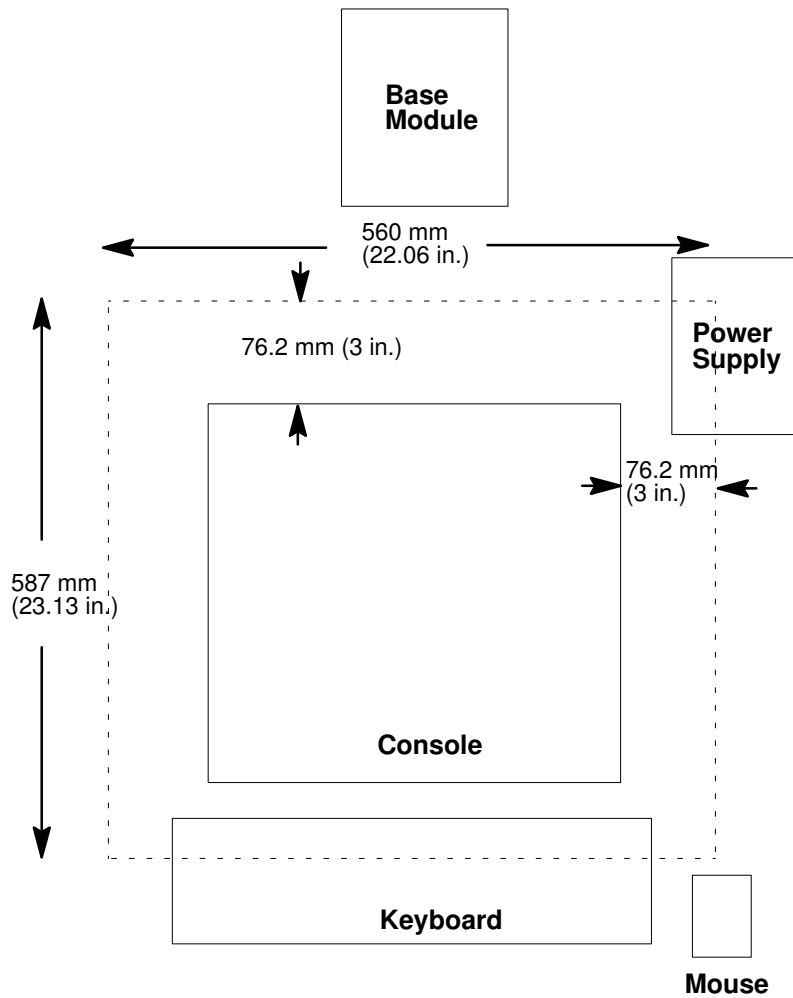 Base
Module
560 mm
(22.06 in.)
76.2 mm (3 in.)
Power
Supply
76.2 mm
(3 in.)
587 mm
(23.13 in.)
Console
Keyboard
Mouse